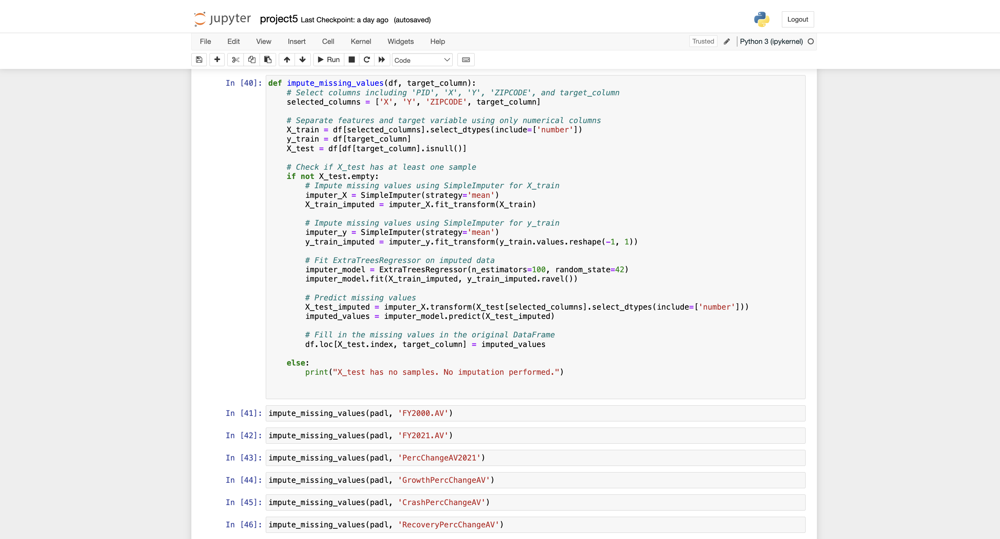 jupyter project5 Last Checkpoint: a day ago (autosaved)
Logout
File Edit View Insert Cell Kernel Widgets Help
Trusted Python 3 (ipykernel)
Run Code
In [40]: def impute_missing_values(df, target_column):
    # Select columns including 'PID', 'X', 'Y', 'ZIPCODE', and target_column
    selected_columns = ['X', 'Y', 'ZIPCODE', target_column]
    # Separate features and target variable using only numerical columns
    X_train = df[selected_columns].select_dtypes(include=['number'])
    y_train = df[target_column]
    X_test = df[df[target_column].isnull()]
    # Check if X_test has at least one sample
    if not X_test.empty:
        # Impute missing values using SimpleImputer for X_train
        imputer_X = SimpleImputer(strategy='mean')
        X_train_imputed = imputer_X.fit_transform(X_train)
        # Impute missing values using SimpleImputer for y_train
        imputer_y = SimpleImputer(strategy='mean')
        y_train_imputed = imputer_y.fit_transform(y_train.values.reshape(-1, 1))
        # Fit ExtraTreesRegressor on imputed data
        imputer_model = ExtraTreesRegressor(n_estimators=100, random_state=42)
        imputer_model.fit(X_train_imputed, y_train_imputed.ravel())
        # Predict missing values
        X_test_imputed = imputer_X.transform(X_test[selected_columns].select_dtypes(include=['number']))
        imputed_values = imputer_model.predict(X_test_imputed)
        # Fill in the missing values in the original DataFrame
        df.loc[X_test.index, target_column] = imputed_values
    else:
        print("X_test has no samples. No imputation performed.")
In [41]: impute_missing_values(padl, 'FY2000.AV')
In [42]: impute_missing_values(padl, 'FY2021.AV')
In [43]: impute_missing_values(padl, 'PercChangeAV2021')
In [44]: impute_missing_values(padl, 'GrowthPercChangeAV')
In [45]: impute_missing_values(padl, 'CrashPercChangeAV')
In [46]: impute_missing_values(padl, 'RecoveryPercChangeAV')